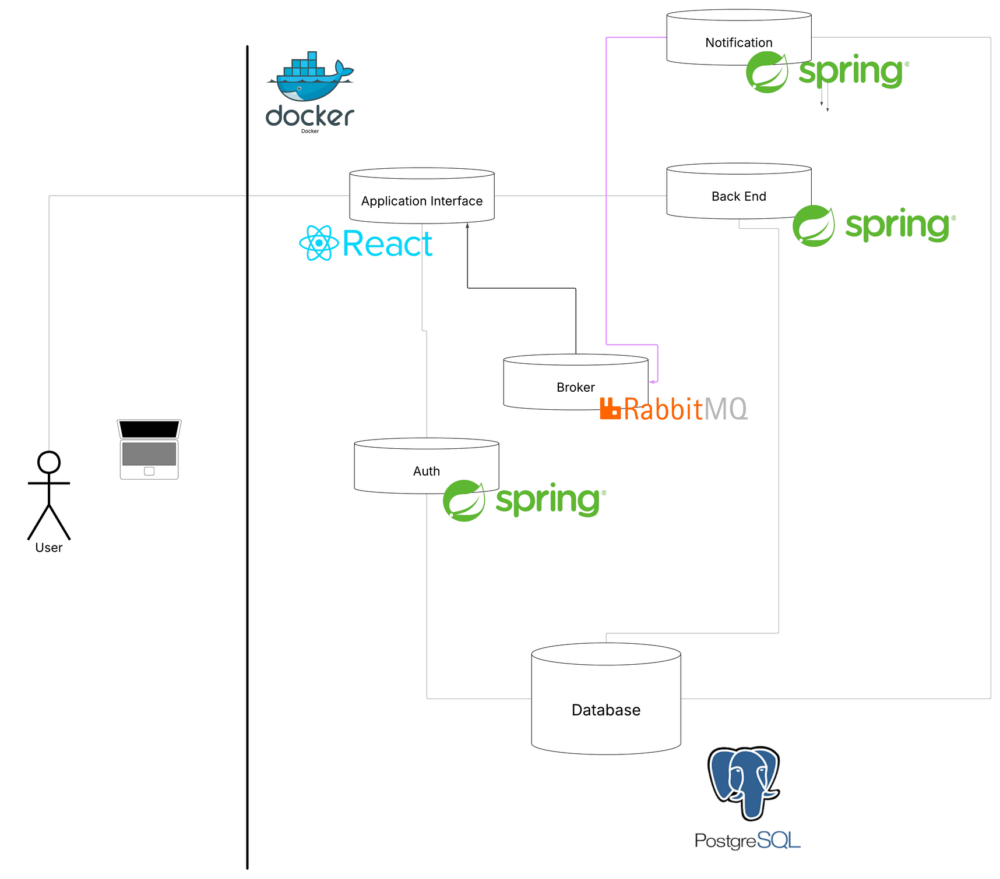 Notification
spring®
docker
Docker
Application Interface
Back End
React
spring®
Broker
RabbitMQ
Auth
spring®
User
Database
PostgreSQL